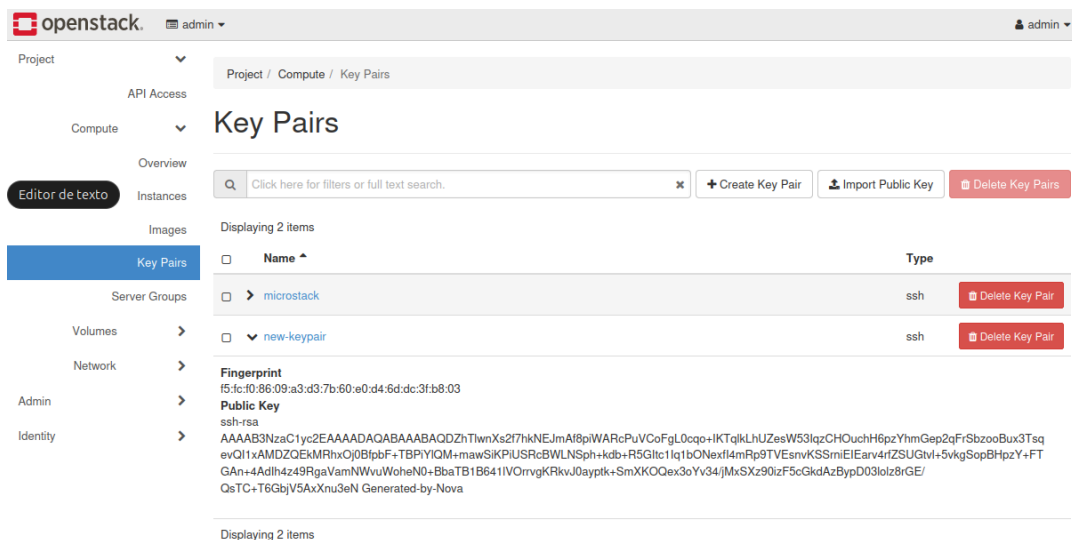 openstack. admin admin
Project
API Access
Compute
Overview
Editor de texto
Instances
Images
Key Pairs
Server Groups
Volumes
Network
Admin
Identity
Project / Compute / Key Pairs
Key Pairs
Click here for filters or full text search. + Create Key Pair Import Public Key Delete Key Pairs
Displaying 2 items
Name Type
microstack ssh Delete Key Pair
new-keypair ssh Delete Key Pair
Fingerprint
f5:fc:f0:86:09:a3:d3:7b:60:e0:d4:6d:dc:3f:b8:03
Public Key
ssh-rsa
AAAAB3NzaC1yc2EAAAADAQABAAABAQDZhTlwnXs2f7hkNEJmAf8piWARcPuVCoFgL0cqo+IKTqlkLhUZesW53IqzCHOuchH6pzYhmGep2qFrSbzooBux3Tsq
evQI1xAMDZQEkMRhxOj0BfpbF+TBPiYlQM+mawSiKPiUSRcBWLNSph+kdb+R5GItc1Iq1bONexfI4mRp9TVEsnvKSSrniEIEarv4rfZSUGtvl+5vkgSopBHpzY+FT
GAn+4AdIh4z49RgaVamNWvuWoheN0+BbaTB1B641IVOrrvgKRkvJ0ayptk+SmXKOQex3oYv34/jMxSXz90izF5cGkdAzBypD03lolz8rGE/
QsTC+T6GbjV5AxXnu3eN Generated-by-Nova
Displaying 2 items